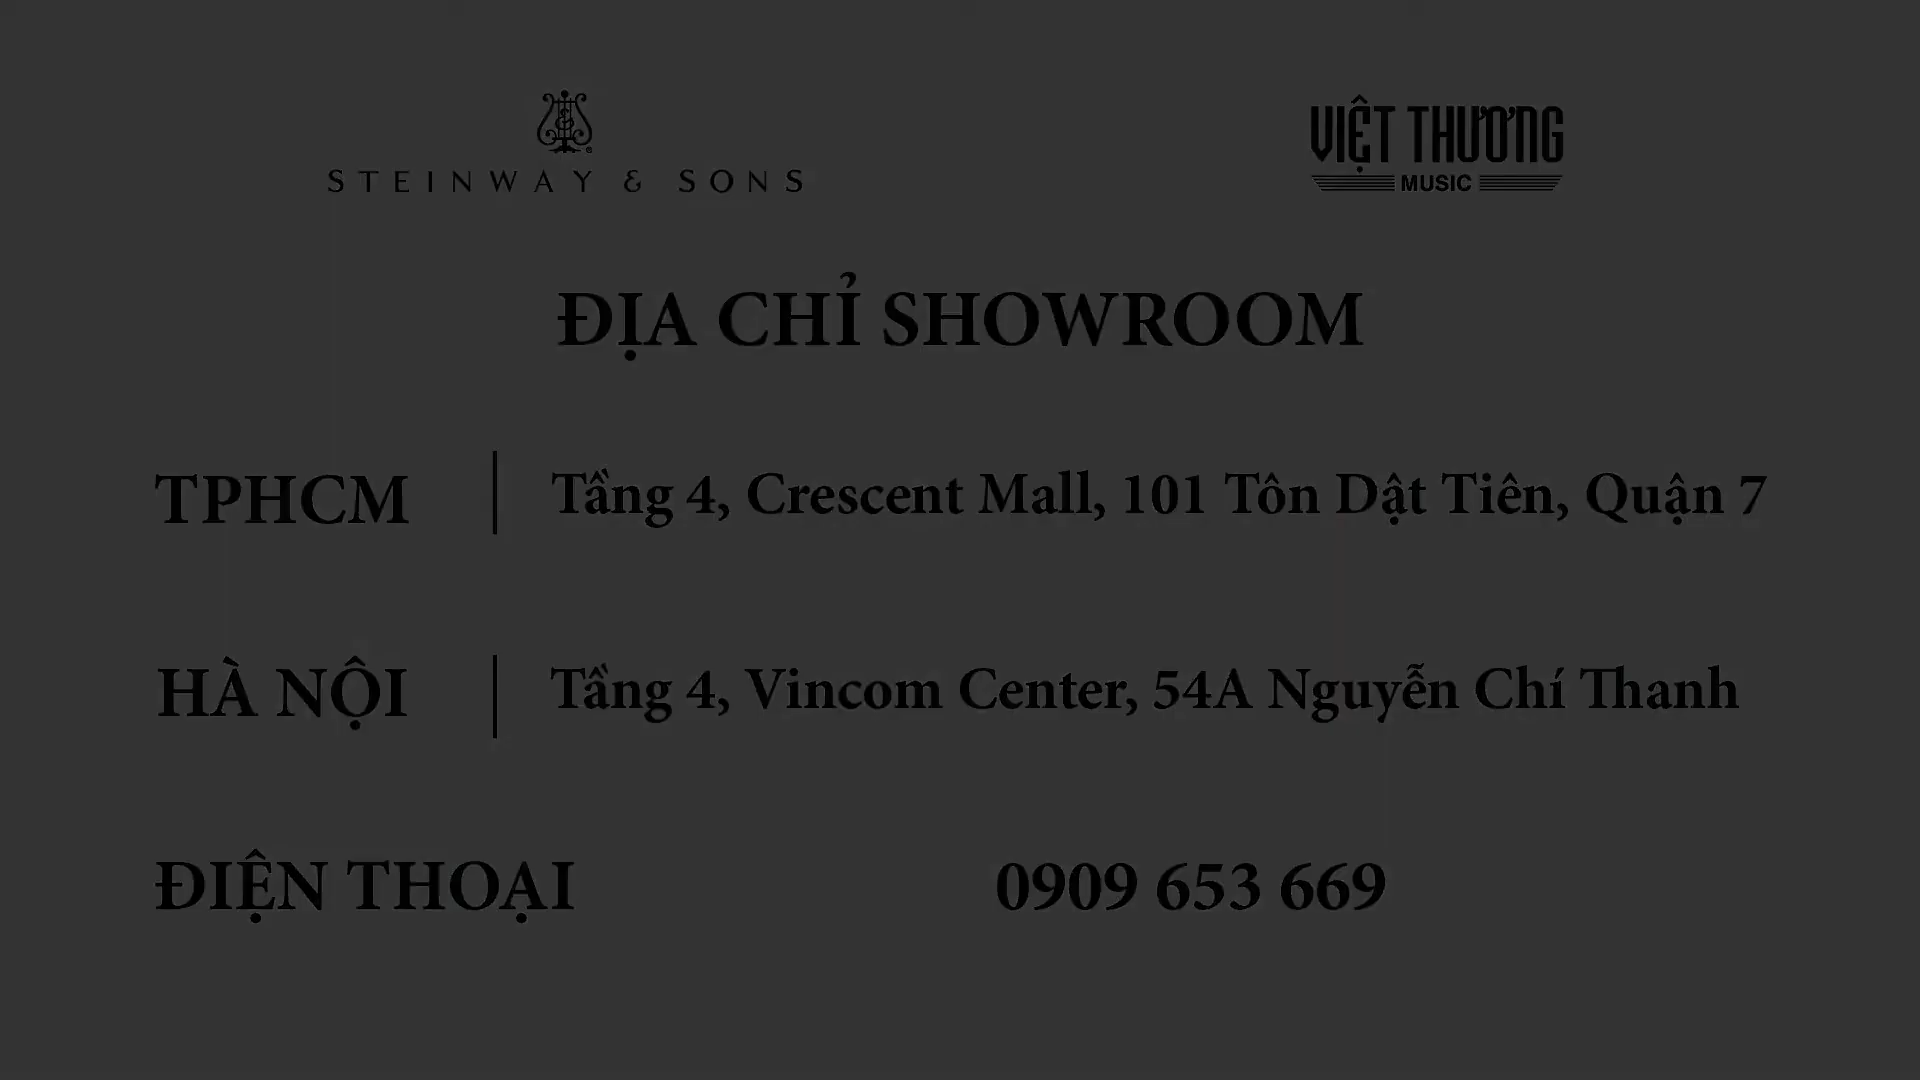 STEINWAY & SONS
VIỆT THƯƠNG
MUSIC
ĐỊA CHỈ SHOWROOM
TPHCM | Tầng 4, Crescent Mall, 101 Tôn Dật Tiên, Quận 7
HÀ NỘI | Tầng 4, Vincom Center, 54A Nguyễn Chí Thanh
ĐIỆN THOẠI 0909 653 669